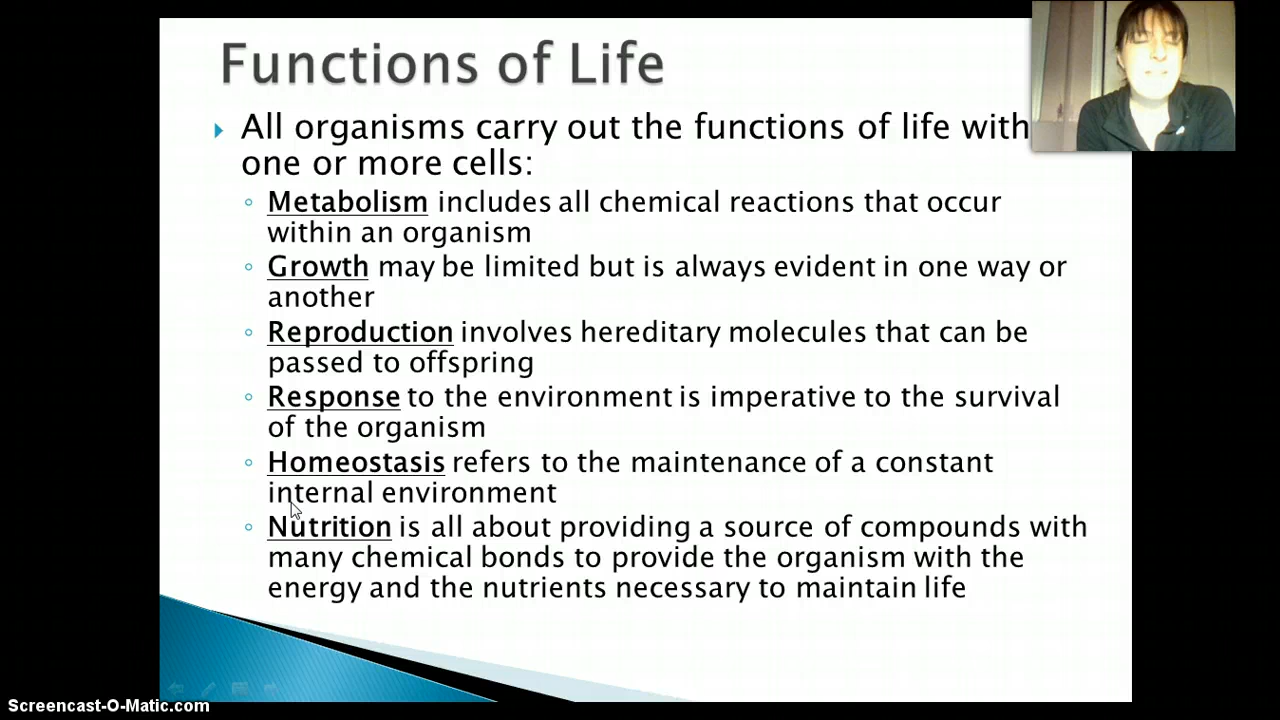 Functions of Life
All organisms carry out the functions of life with
one or more cells:
Metabolism includes all chemical reactions that occur
within an organism
Growth may be limited but is always evident in one way or
another
Reproduction involves hereditary molecules that can be
passed to offspring
Response to the environment is imperative to the survival
of the organism
Homeostasis refers to the maintenance of a constant
internal environment
Nutrition is all about providing a source of compounds with
many chemical bonds to provide the organism with the
energy and the nutrients necessary to maintain life
Screencast-O-Matic.com